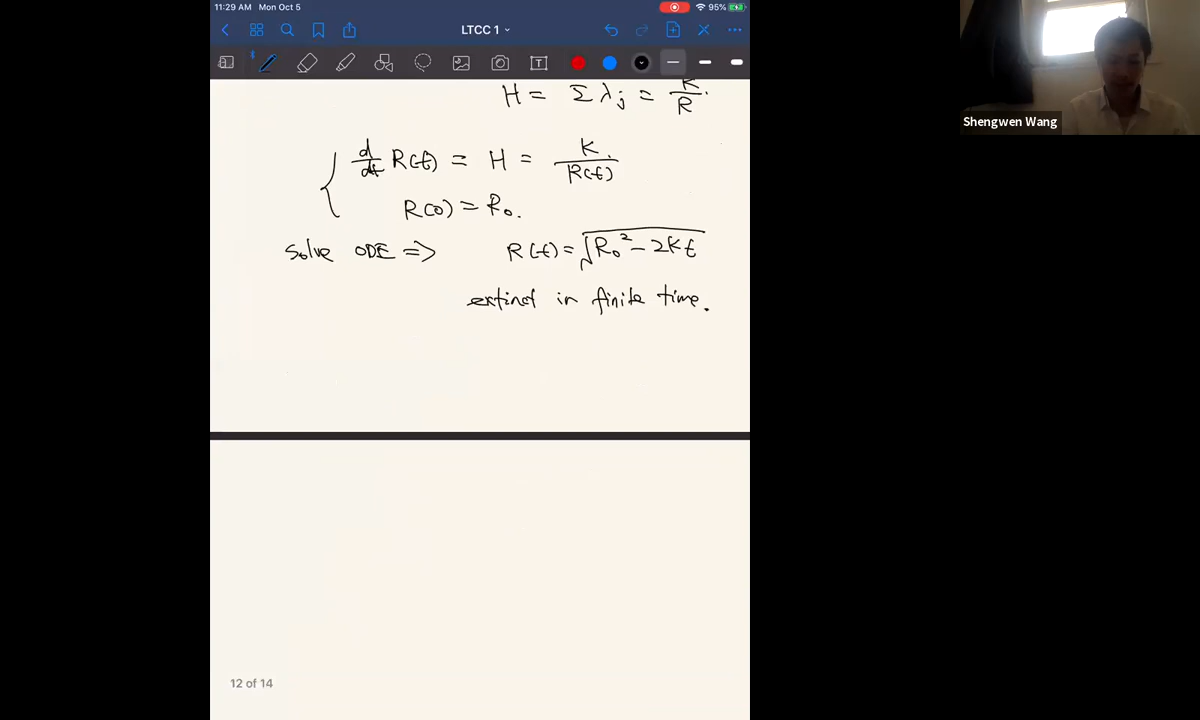 11:29 AM Mon Oct 5
95%
LTCC 1
T
H = Σ λj = K/R.
d/dt R(t) = H = K/R(t).
R(0) = R₀.
Solve ODE ⇒ R(t) = √(R₀² − 2Kt)
extinct in finite time.
12 of 14
Shengwen Wang